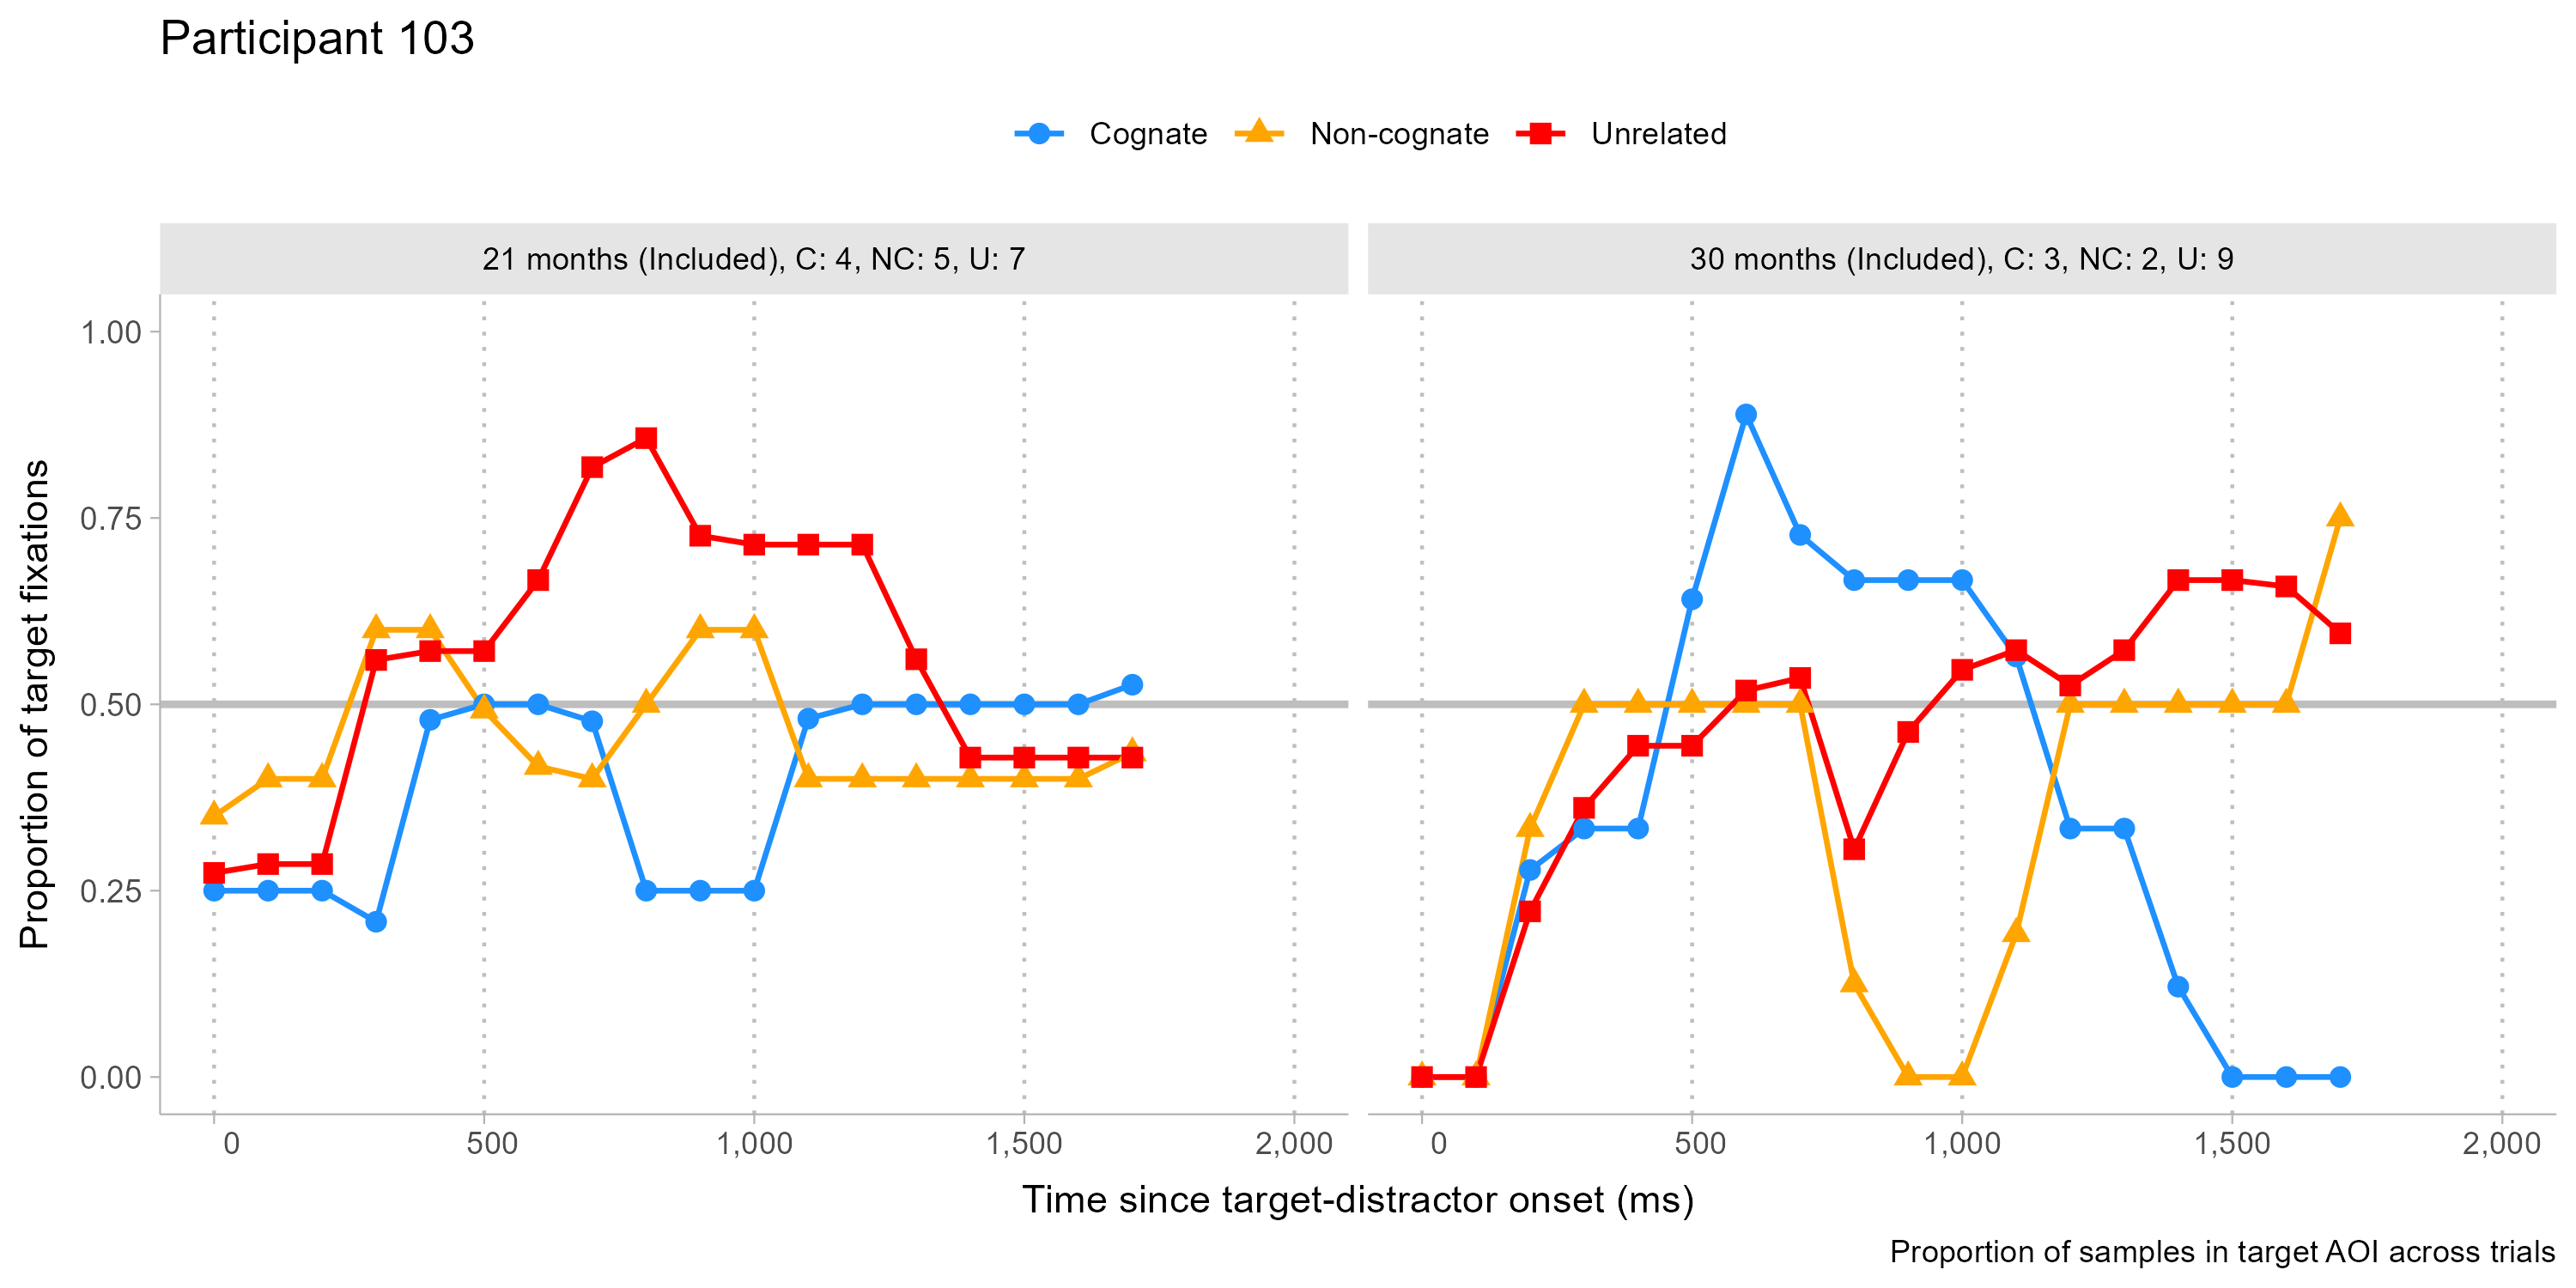 Participant 103
Cognate Non-cognate Unrelated
21 months (Included), C: 4, NC: 5, U: 7
30 months (Included), C: 3, NC: 2, U: 9
Proportion of target fixations
1.00
0.75
0.50
0.25
0.00
0 500 1,000 1,500 2,000
0 500 1,000 1,500 2,000
Time since target-distractor onset (ms)
Proportion of samples in target AOI across trials